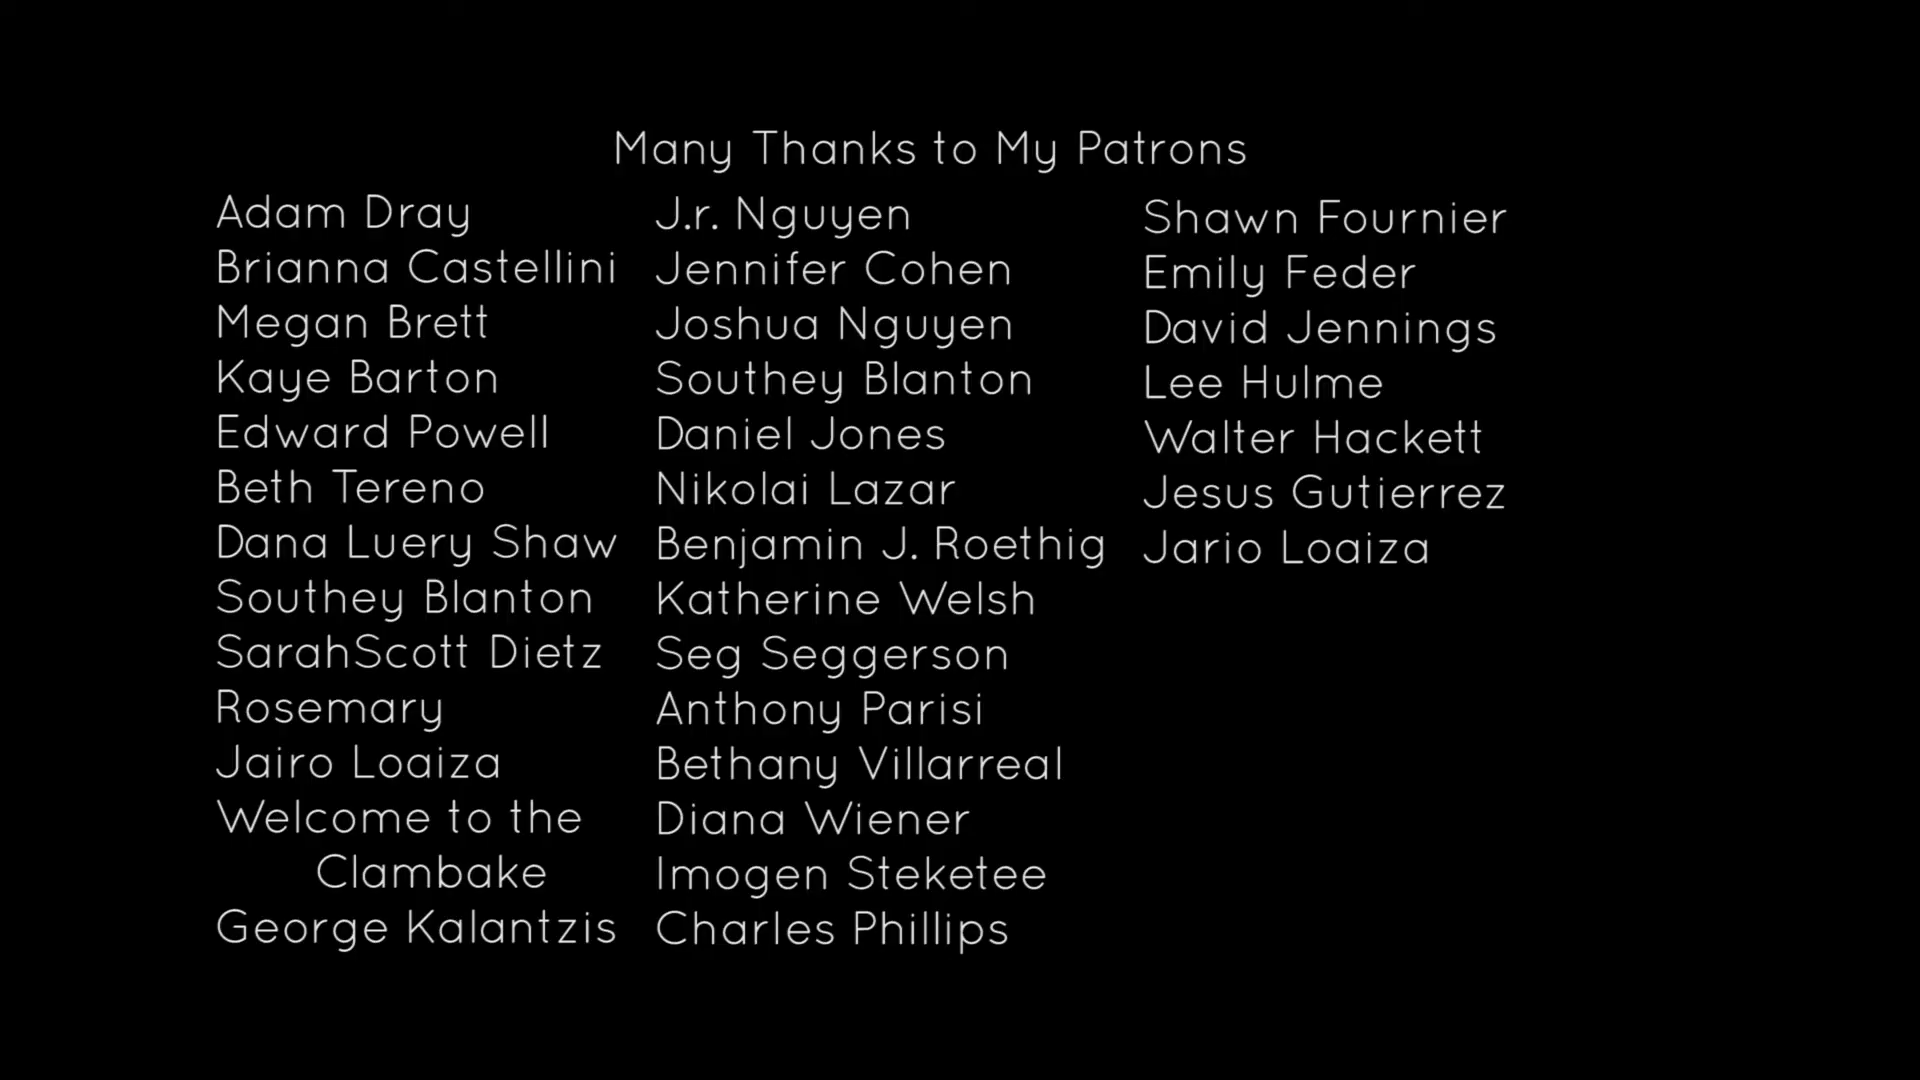 Many Thanks to My Patrons
Adam Dray
Brianna Castellini
Megan Brett
Kaye Barton
Edward Powell
Beth Tereno
Dana Luery Shaw
Southey Blanton
SarahScott Dietz
Rosemary
Jairo Loaiza
Welcome to the
Clambake
George Kalantzis
J.r. Nguyen
Jennifer Cohen
Joshua Nguyen
Southey Blanton
Daniel Jones
Nikolai Lazar
Benjamin J. Roethig
Katherine Welsh
Seg Seggerson
Anthony Parisi
Bethany Villarreal
Diana Wiener
Imogen Steketee
Charles Phillips
Shawn Fournier
Emily Feder
David Jennings
Lee Hulme
Walter Hackett
Jesus Gutierrez
Jario Loaiza